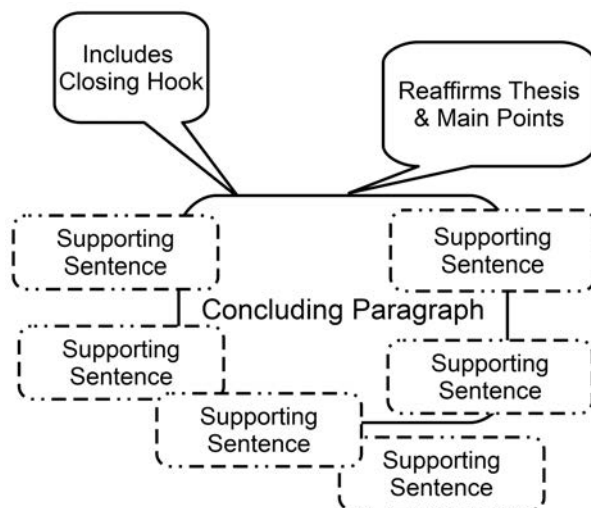 Includes
Closing Hook
Reaffirms Thesis
& Main Points
Supporting
Sentence
Supporting
Sentence
Concluding Paragraph
Supporting
Sentence
Supporting
Sentence
Supporting
Sentence
Supporting
Sentence